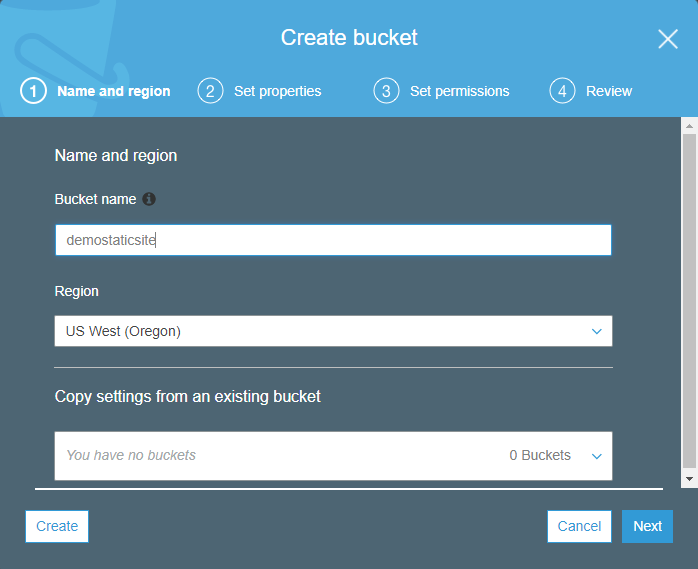 Create bucket
1 Name and region 2 Set properties 3 Set permissions 4 Review
Name and region
Bucket name
demostaticsite
Region
US West (Oregon)
Copy settings from an existing bucket
You have no buckets 0 Buckets
Create Cancel Next